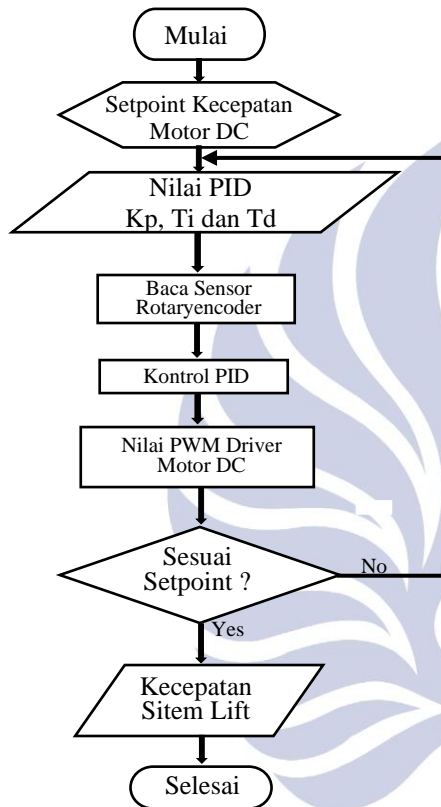 Mulai
Setpoint Kecepatan
Motor DC
Nilai PID
Kp, Ti dan Td
Baca Sensor
Rotaryencoder
Kontrol PID
Nilai PWM Driver
Motor DC
Sesuai
Setpoint ?
No
Yes
Kecepatan
Sitem Lift
Selesai